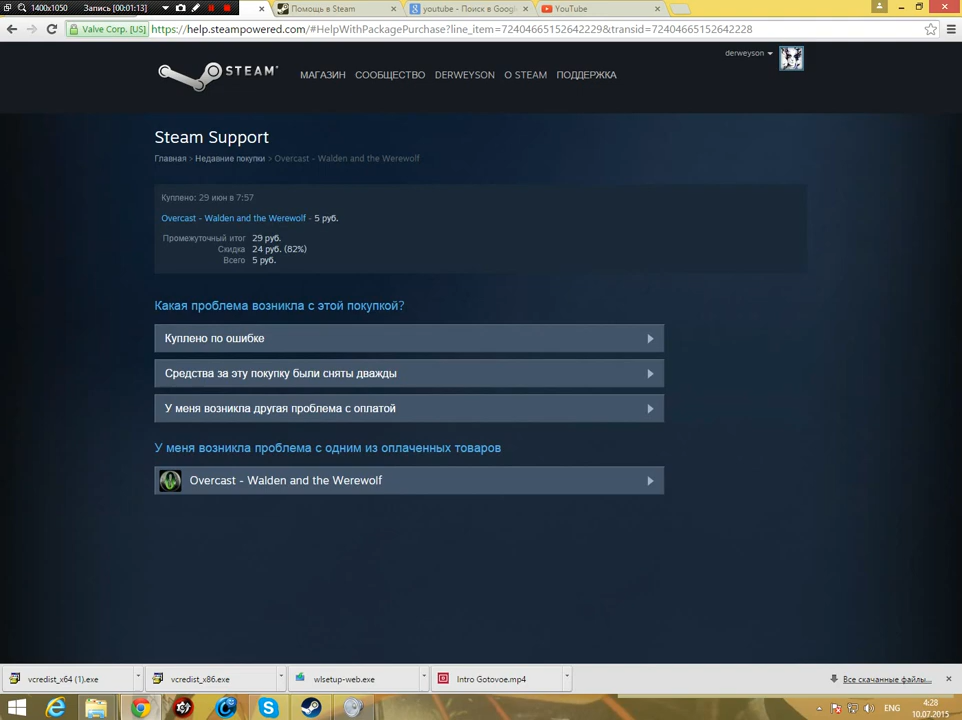 1400x1050 Запись [00:01:13]
Помощь в Steam
youtube - Поиск в Googl
YouTube
Valve Corp. [US] https://help.steampowered.com/#HelpWithPackagePurchase?line_item=72404665152642229&transid=72404665152642228
derweyson
STEAM МАГАЗИН СООБЩЕСТВО DERWEYSON О STEAM ПОДДЕРЖКА
Steam Support
Главная > Недавние покупки > Overcast - Walden and the Werewolf
Куплено: 29 июн в 7:57
Overcast - Walden and the Werewolf - 5 руб.
Промежуточный итог 29 руб.
Скидка 24 руб. (82%)
Всего 5 руб.
Какая проблема возникла с этой покупкой?
Куплено по ошибке
Средства за эту покупку были сняты дважды
У меня возникла другая проблема с оплатой
У меня возникла проблема с одним из оплаченных товаров
Overcast - Walden and the Werewolf
vcredist_x64 (1).exe
vcredist_x86.exe
wlsetup-web.exe
Intro Gotovoe.mp4
Все скачанные файлы...
ENG
4:28
10.07.2015